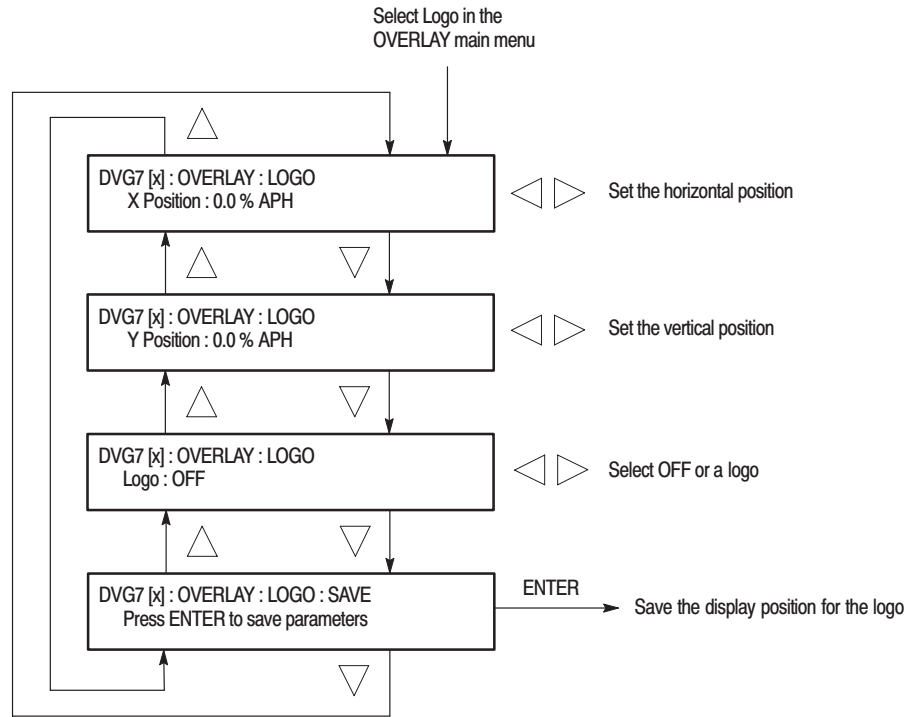 Select Logo in the
OVERLAY main menu
DVG7 [x] : OVERLAY : LOGO
X Position : 0.0 % APH
Set the horizontal position
DVG7 [x] : OVERLAY : LOGO
Y Position : 0.0 % APH
Set the vertical position
DVG7 [x] : OVERLAY : LOGO
Logo : OFF
Select OFF or a logo
DVG7 [x] : OVERLAY : LOGO : SAVE
Press ENTER to save parameters
ENTER
Save the display position for the logo